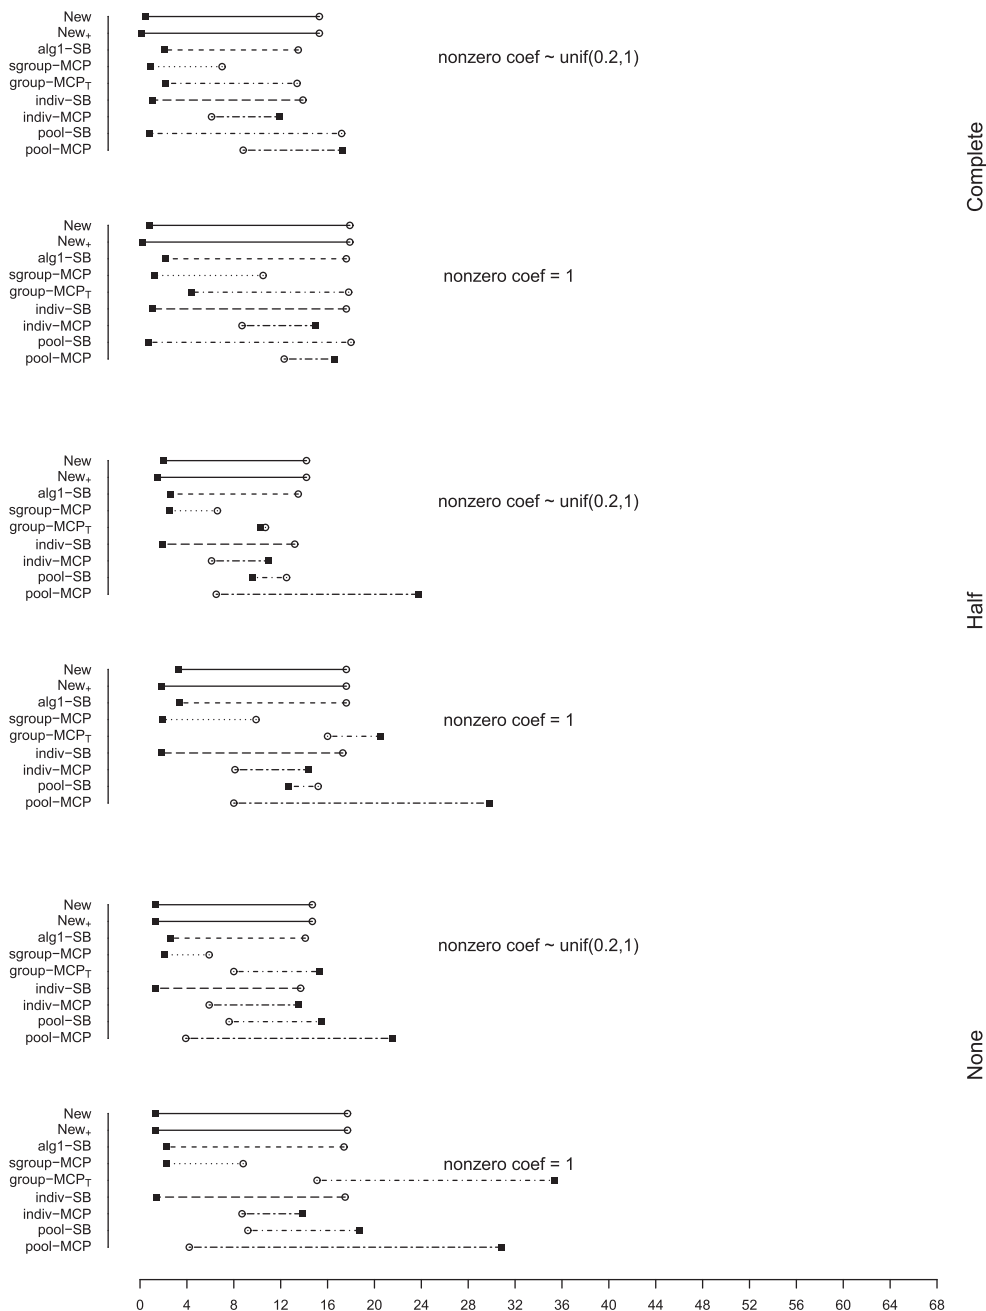 New
New+
alg1−SB
nonzero coef ~ unif(0.2,1)
sgroup−MCP
group−MCPT
indiv−SB
indiv−MCP
pool−SB
pool−MCP
Complete
New
New+
alg1−SB
sgroup−MCP
nonzero coef = 1
group−MCPT
indiv−SB
indiv−MCP
pool−SB
pool−MCP
New
New+
alg1−SB
nonzero coef ~ unif(0.2,1)
sgroup−MCP
group−MCPT
indiv−SB
indiv−MCP
pool−SB
pool−MCP
Half
New
New+
alg1−SB
sgroup−MCP
nonzero coef = 1
group−MCPT
indiv−SB
indiv−MCP
pool−SB
pool−MCP
New
New+
alg1−SB
nonzero coef ~ unif(0.2,1)
sgroup−MCP
group−MCPT
indiv−SB
indiv−MCP
pool−SB
pool−MCP
None
New
New+
alg1−SB
sgroup−MCP
nonzero coef = 1
group−MCPT
indiv−SB
indiv−MCP
pool−SB
pool−MCP
0 4 8 12 16 20 24 28 32 36 40 44 48 52 56 60 64 68